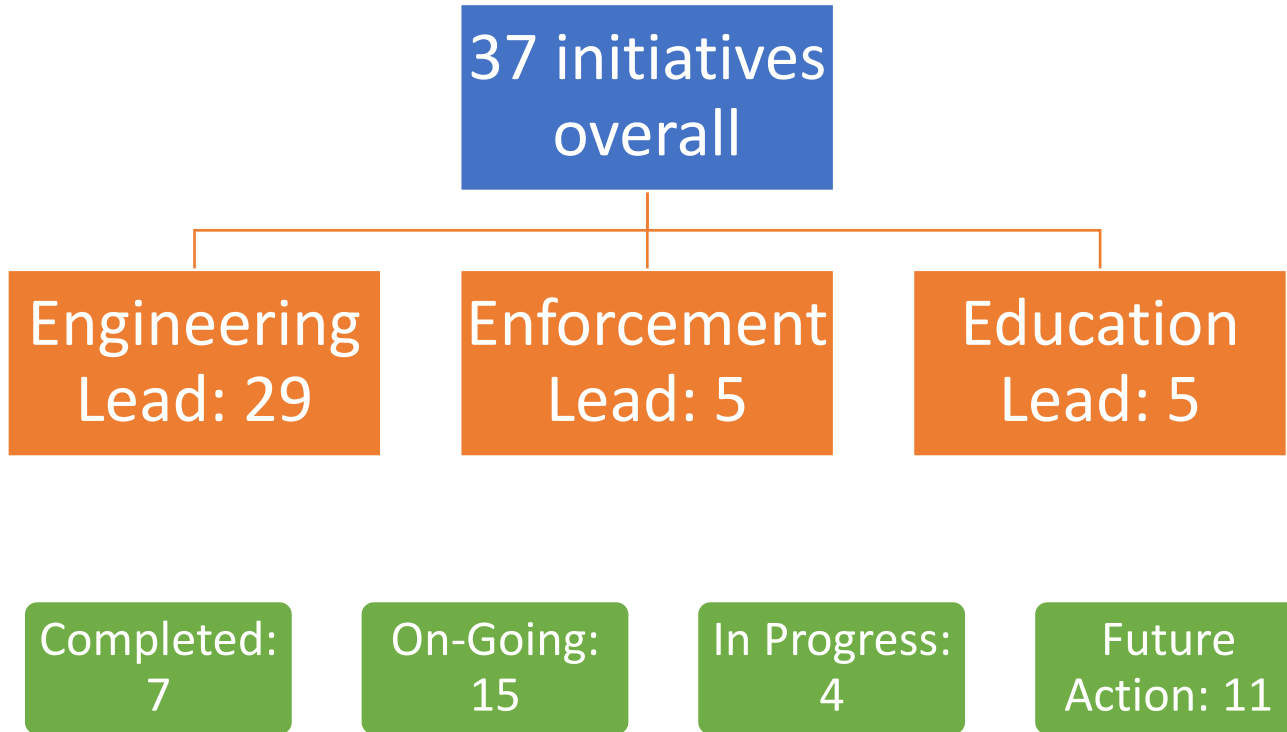 37 initiatives
overall
Engineering
Lead: 29
Enforcement
Lead: 5
Education
Lead: 5
Completed:
7
On-Going:
15
In Progress:
4
Future
Action: 11